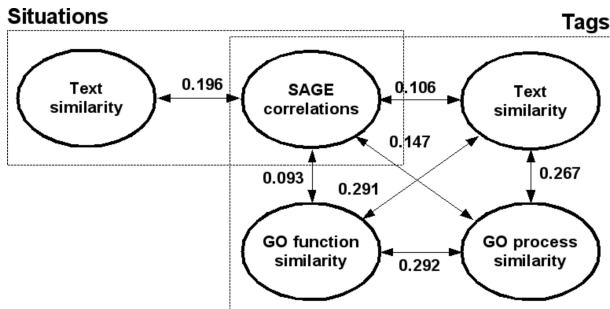 Situations
Tags
Text
similarity
0.196
SAGE
correlations
0.106
Text
similarity
0.147
0.093
0.291
0.267
GO function
similarity
0.292
GO process
similarity